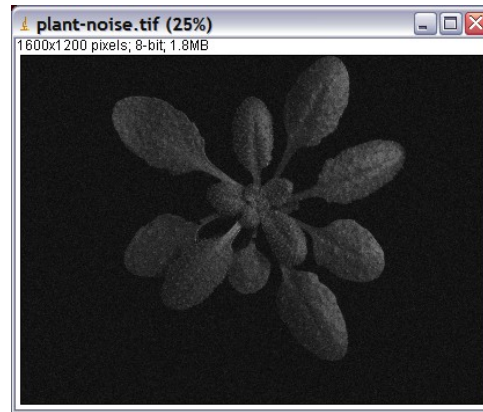 plant-noise.tif (25%)
1600x1200 pixels; 8-bit; 1.8MB